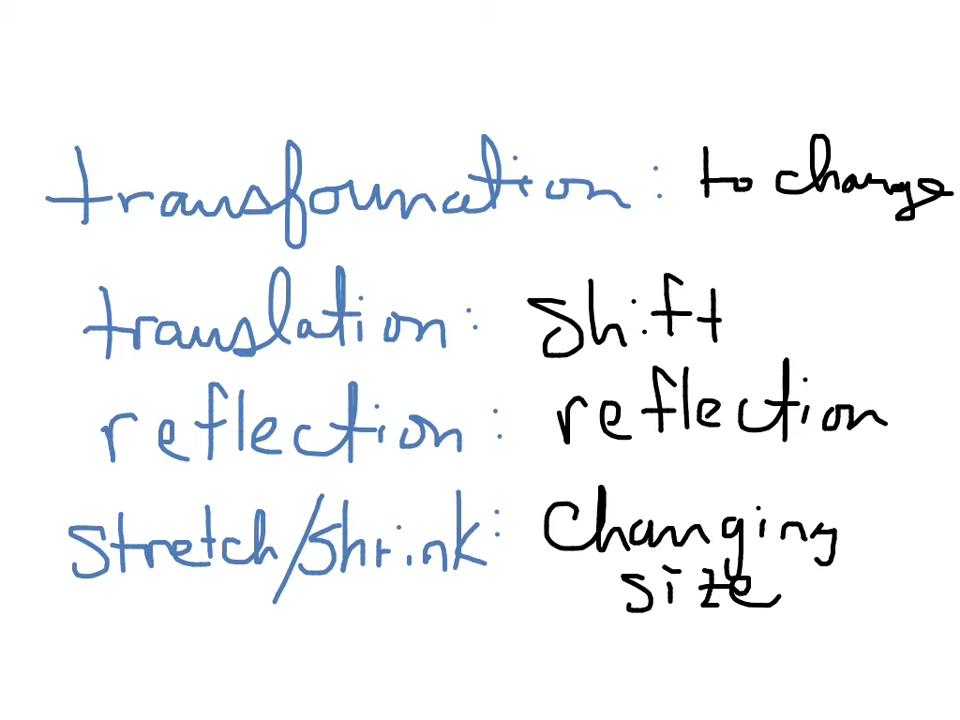 transformation: to change
translation: shift
reflection: reflection
stretch/shrink: changing
size